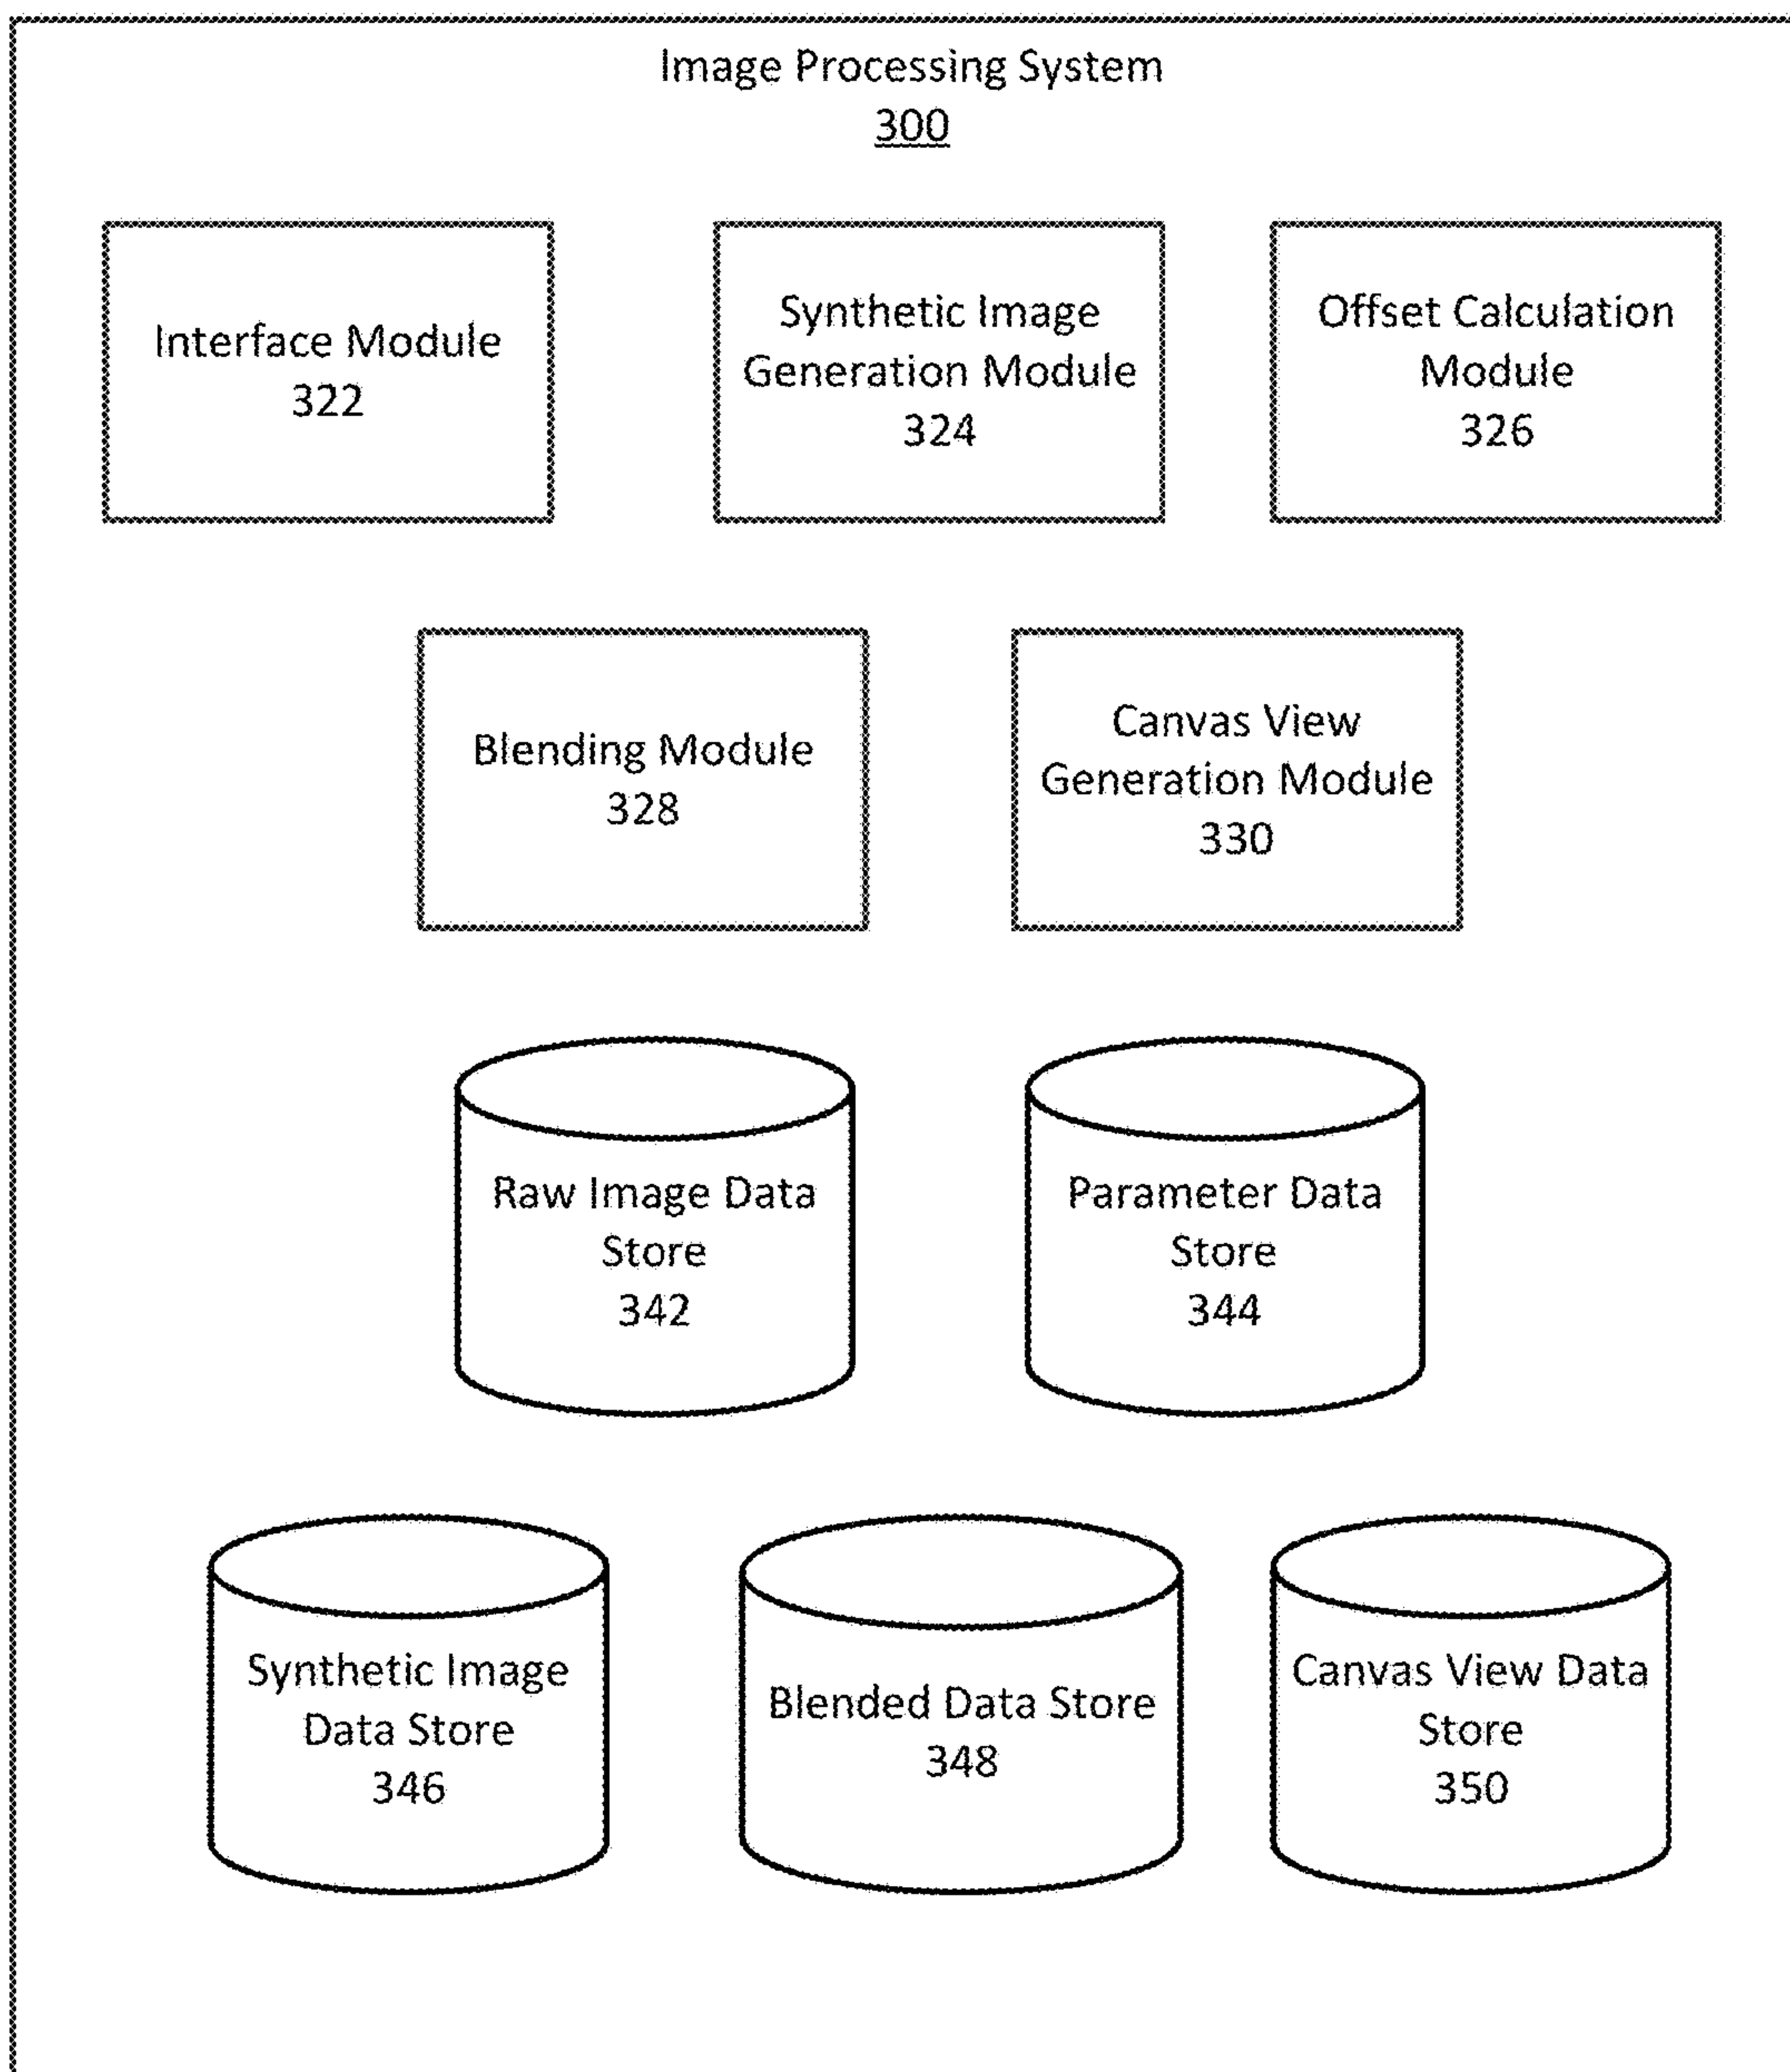 Image Processing System
300
Interface Module
322
Synthetic Image
Generation Module
324
Offset Calculation
Module
326
Blending Module
328
Canvas View
Generation Module
330
Raw Image Data
Store
342
Parameter Data
Store
344
Synthetic Image
Data Store
346
Blended Data Store
348
Canvas View Data
Store
350